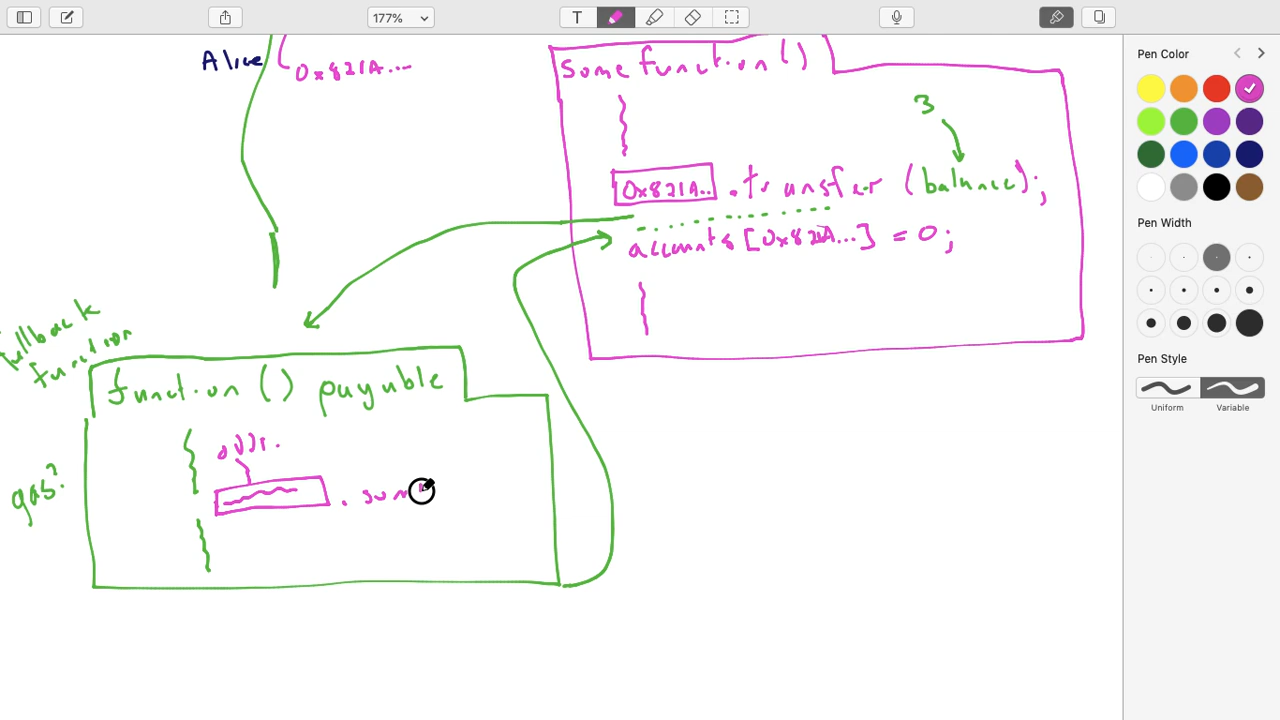 177%
T
Alice
0x821A...
some function ()
3
0x821A.. .transfer (balance);
accounts [0x821A...] = 0;
fallback
function
function () payable
gas?
Pen Color
Pen Width
Pen Style
Uniform
Variable